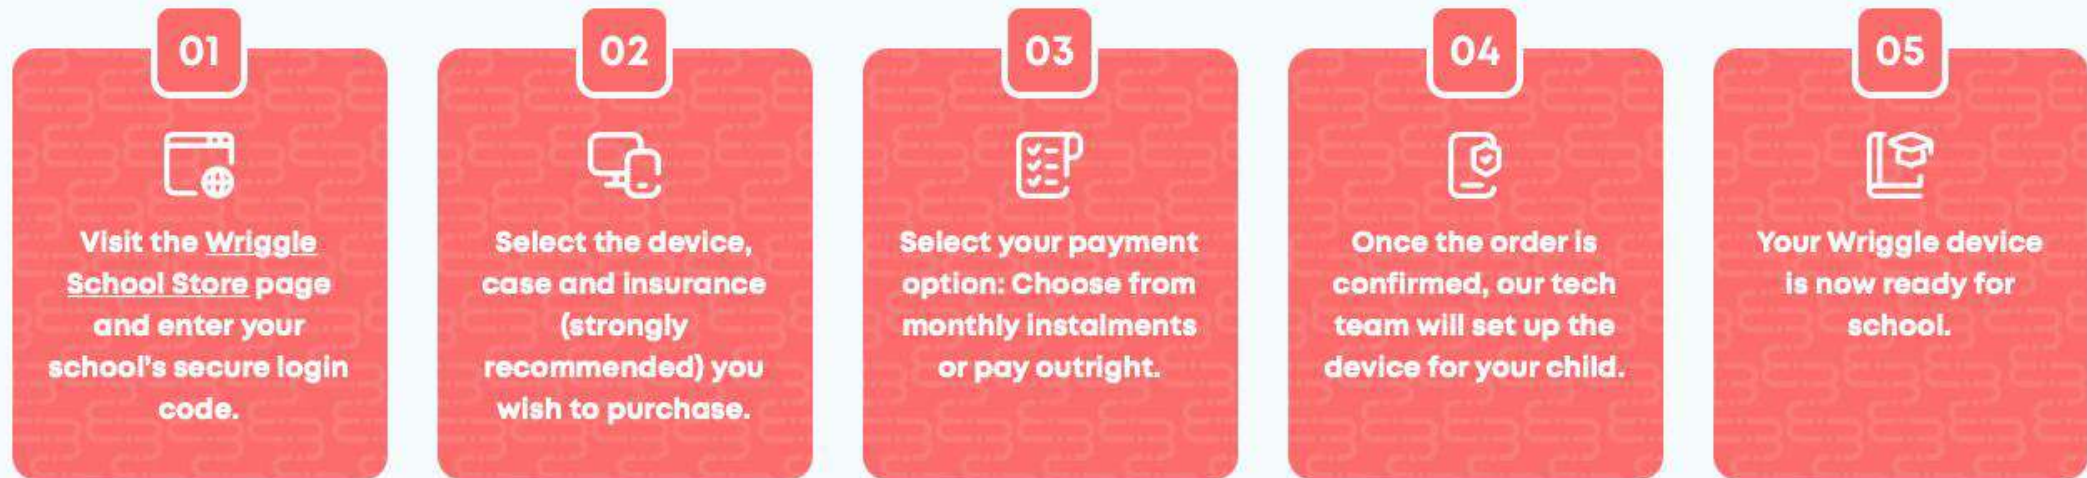 01
Visit the Wriggle
School Store page
and enter your
school's secure login
code.
02
Select the device,
case and insurance
(strongly
recommended) you
wish to purchase.
03
Select your payment
option: Choose from
monthly instalments
or pay outright.
04
Once the order is
confirmed, our tech
team will set up the
device for your child.
05
Your Wriggle device
is now ready for
school.